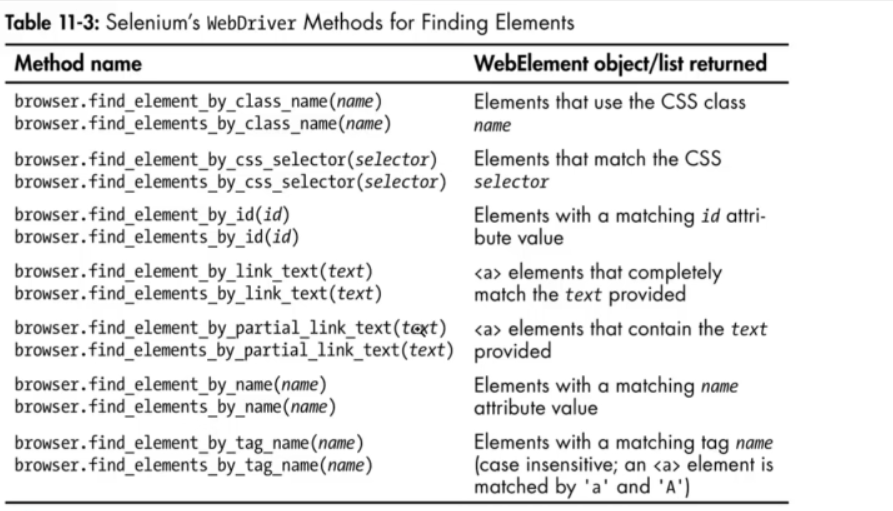 Table 11-3: Selenium's WebDriver Methods for Finding Elements
Method name WebElement object/list returned
browser.find_element_by_class_name(name) Elements that use the CSS class
browser.find_elements_by_class_name(name) name
browser.find_element_by_css_selector(selector) Elements that match the CSS
browser.find_elements_by_css_selector(selector) selector
browser.find_element_by_id(id) Elements with a matching id attri-
browser.find_elements_by_id(id) bute value
browser.find_element_by_link_text(text) <a> elements that completely
browser.find_elements_by_link_text(text) match the text provided
browser.find_element_by_partial_link_text(text) <a> elements that contain the text
browser.find_elements_by_partial_link_text(text) provided
browser.find_element_by_name(name) Elements with a matching name
browser.find_elements_by_name(name) attribute value
browser.find_element_by_tag_name(name) Elements with a matching tag name
browser.find_elements_by_tag_name(name) (case insensitive; an <a> element is
matched by 'a' and 'A')